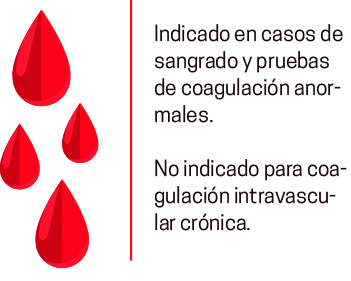 Indicado en casos de
sangrado y pruebas
de coagulación anor-
males.
No indicado para coa-
gulación intravascu-
lar crónica.